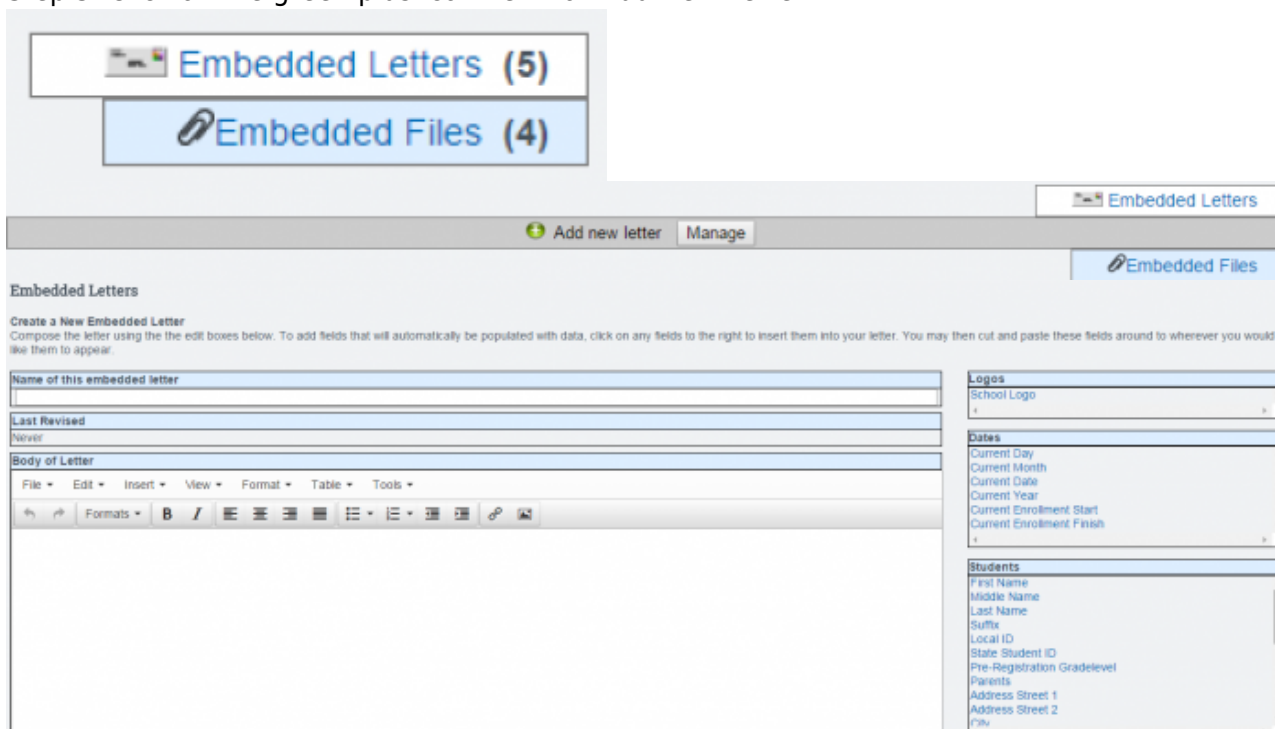 Embedded Letters (5)
Embedded Files (4)
Embedded Letters
Add new letter Manage
Embedded Files
Embedded Letters
Create a New Embedded Letter
Compose the letter using the the edit boxes below. To add fields that will automatically be populated with data, click on any fields to the right to insert them into your letter. You may then cut and paste these fields around to wherever you would
like them to appear.
Name of this embedded letter
Last Revised
Never
Body of Letter
File Edit Insert View Format Table Tools
Formats B I
Logos
School Logo
Dates
Current Day
Current Month
Current Date
Current Year
Current Enrollment Start
Current Enrollment Finish
Students
First Name
Middle Name
Last Name
Suffix
Local ID
State Student ID
Pre-Registration Gradelevel
Parents
Address Street 1
Address Street 2
City